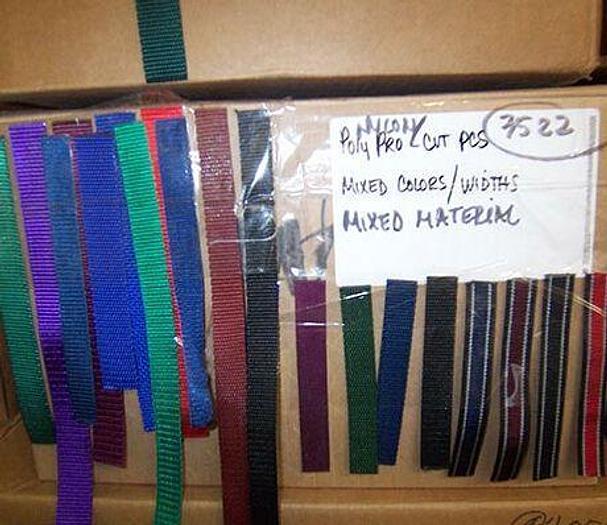 NYLON/
Poly Pro CUT PCS 7522
MIXED COLORS/WIDTHS
MIXED MATERIAL